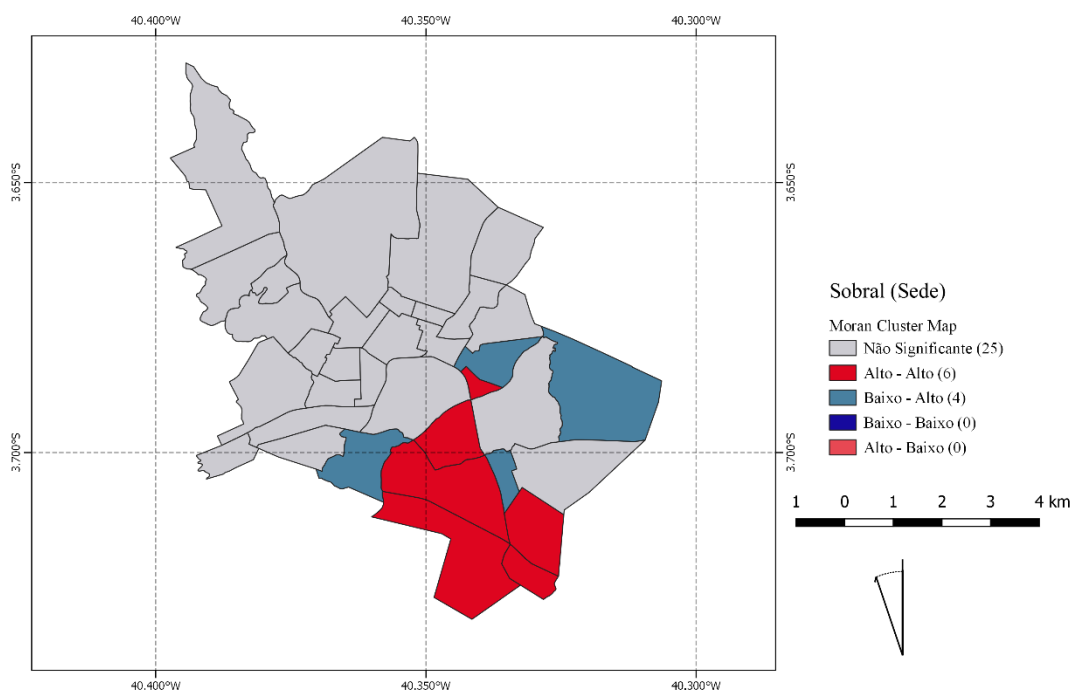 40.400°W 40.350°W 40.300°W
3.650°S 3.650°S
3.700°S 3.700°S
Sobral (Sede)
Moran Cluster Map
Não Significante (25)
Alto - Alto (6)
Baixo - Alto (4)
Baixo - Baixo (0)
Alto - Baixo (0)
1 0 1 2 3 4 km
40.400°W 40.350°W 40.300°W